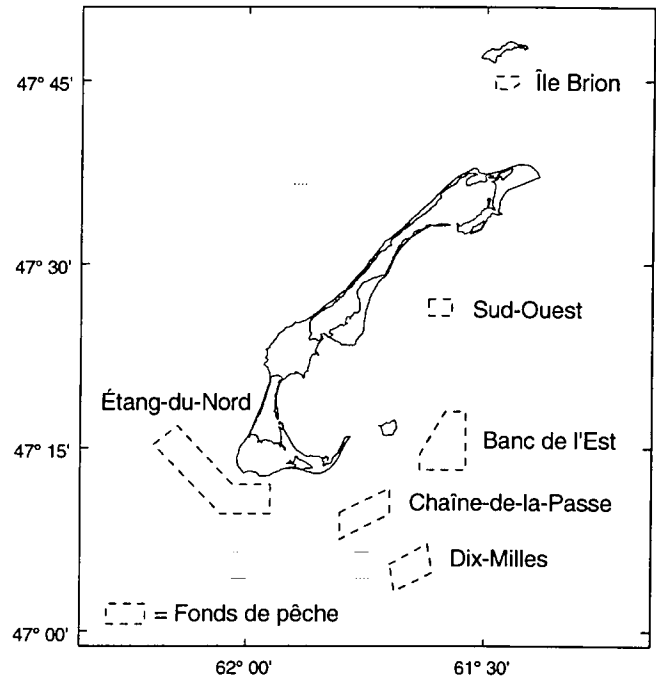 47° 45'
Île Brion
47° 30'
Sud-Ouest
Étang-du-Nord
47° 15'
Banc de l'Est
Chaîne-de-la-Passe
Dix-Milles
= Fonds de pêche
47° 00'
62° 00'
61° 30'